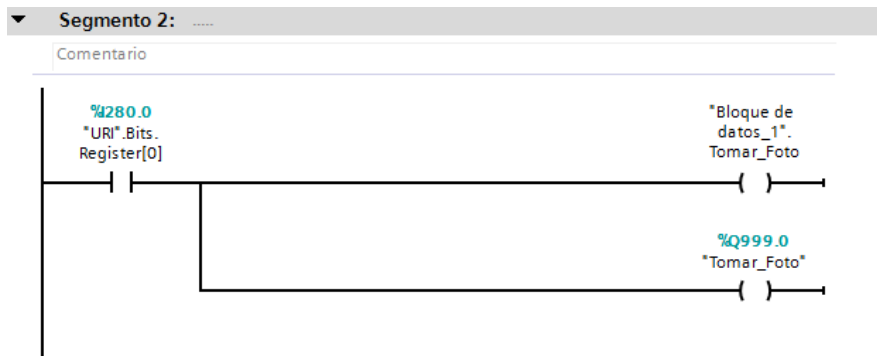 Segmento 2: .....
Comentario
%I280.0
"URI".Bits.
Register[0]
"Bloque de
datos_1".
Tomar_Foto
%Q999.0
"Tomar_Foto"